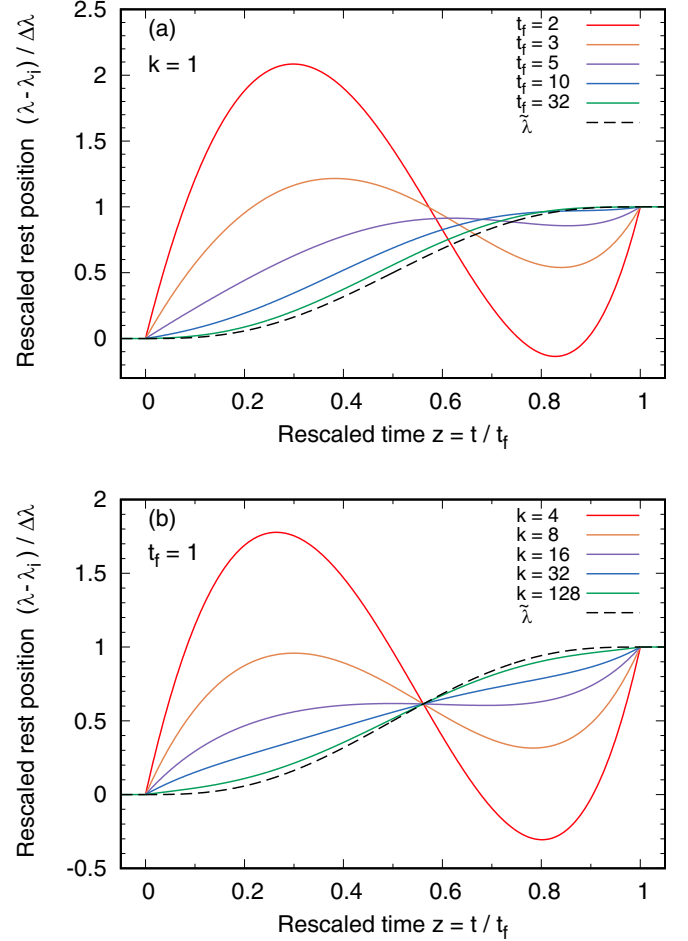 (a)
k = 1
t_f = 2
t_f = 3
t_f = 5
t_f = 10
t_f = 32
λ̃
Rescaled rest position (λ - λ_i) / Δλ
2.5
2
1.5
1
0.5
0
0 0.2 0.4 0.6 0.8 1
Rescaled time z = t / t_f
(b)
t_f = 1
k = 4
k = 8
k = 16
k = 32
k = 128
λ̃
Rescaled rest position (λ - λ_i) / Δλ
2
1.5
1
0.5
0
-0.5
0 0.2 0.4 0.6 0.8 1
Rescaled time z = t / t_f